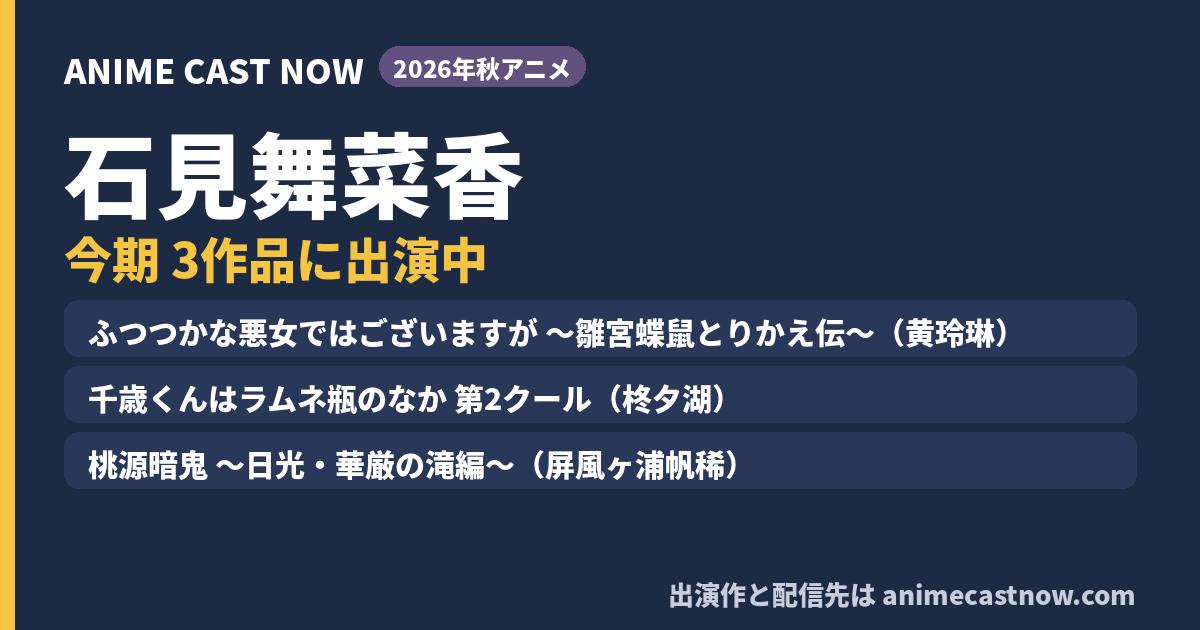 ANIME CAST NOW 2026年秋アニメ
石見舞菜香
今期 3作品に出演中
ふつつかな悪女ではございますが ～雛宮蝶鼠とりかえ伝～（黄玲琳）
千歳くんはラムネ瓶のなか 第2クール（柊夕湖）
桃源暗鬼 ～日光・華厳の滝編～（屏風ヶ浦帆稀）
出演作と配信先は animecastnow.com